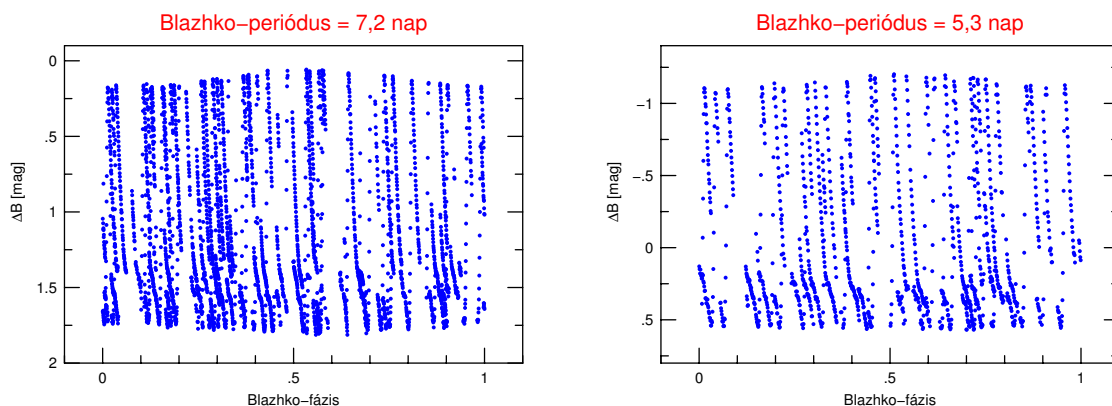 Blazhko−periódus = 7,2 nap
0
.5
1
1.5
2
ΔB [mag]
0
.5
1
Blazhko−fázis
Blazhko−periódus = 5,3 nap
−1
−.5
0
.5
ΔB [mag]
0
.5
1
Blazhko−fázis